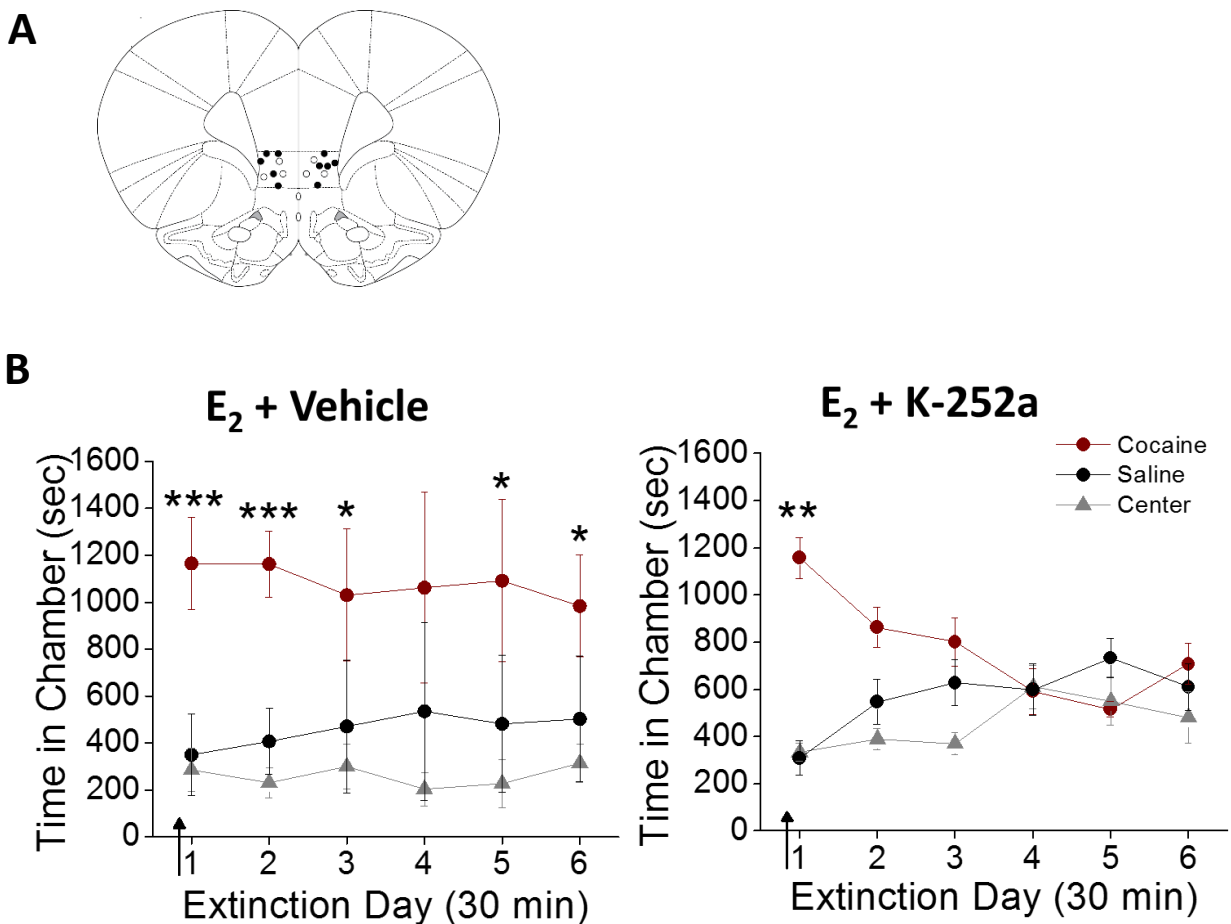 A
B
E₂ + Vehicle
Time in Chamber (sec)
1600
1400
1200
1000
800
600
400
200
0
***
***
*
*
*
1 2 3 4 5 6
Extinction Day (30 min)
E₂ + K-252a
Time in Chamber (sec)
1600
1400
1200
1000
800
600
400
200
0
**
Cocaine
Saline
Center
1 2 3 4 5 6
Extinction Day (30 min)